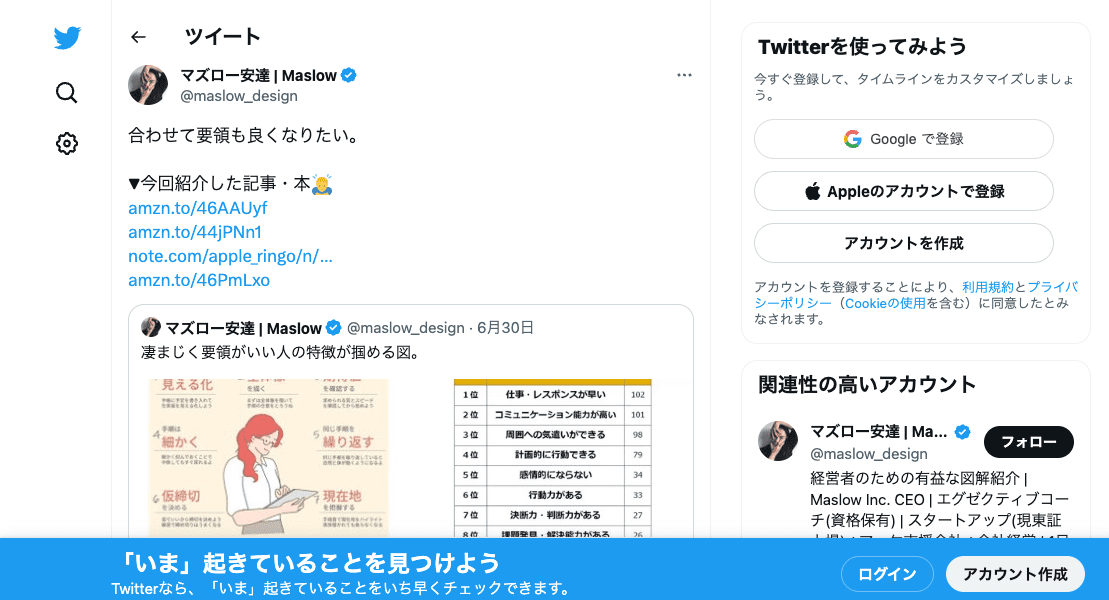 ツイート
マズロー安達 | Maslow
@maslow_design
合わせて要領も良くなりたい。
▼今回紹介した記事・本🙇
amzn.to/46AAUyf
amzn.to/44jPNn1
note.com/apple_ringo/n/…
amzn.to/46PmLxo
マズロー安達 | Maslow @maslow_design · 6月30日
凄まじく要領がいい人の特徴が掴める図。
見える化
を描く
を確認する
4 手順は
細かく
5 同じ手順を
繰り返す
6 仮締切
を決める
7 現在地
を把握する
1位 仕事・レスポンスが早い 102
2位 コミュニケーション能力が高い 101
3位 周囲への気遣いができる 98
4位 計画的に行動できる 79
5位 感情的にならない 34
6位 行動力がある 33
7位 決断力・判断力がある 27
8位 課題発見・解決能力がある 26
Twitterを使ってみよう
今すぐ登録して、タイムラインをカスタマイズしましょ
う。
Google で登録
Appleのアカウントで登録
アカウントを作成
アカウントを登録することにより、利用規約とプライバ
シーポリシー（Cookieの使用を含む）に同意したとみ
なされます。
関連性の高いアカウント
マズロー安達 | Ma...
@maslow_design
フォロー
経営者のための有益な図解紹介 |
Maslow Inc. CEO | エグゼクティブコー
チ(資格保有) | スタートアップ(現東証
「いま」起きていることを見つけよう
Twitterなら、「いま」起きていることをいち早くチェックできます。
ログイン
アカウント作成